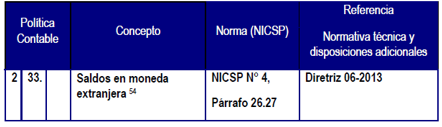 Política
Contable
Concepto
Norma (NICSP)
Referencia
Normativa técnica y
disposiciones adicionales
2 33. Saldos en moneda
extranjera 54
NICSP N° 4,
Párrafo 26.27
Diretriz 06-2013